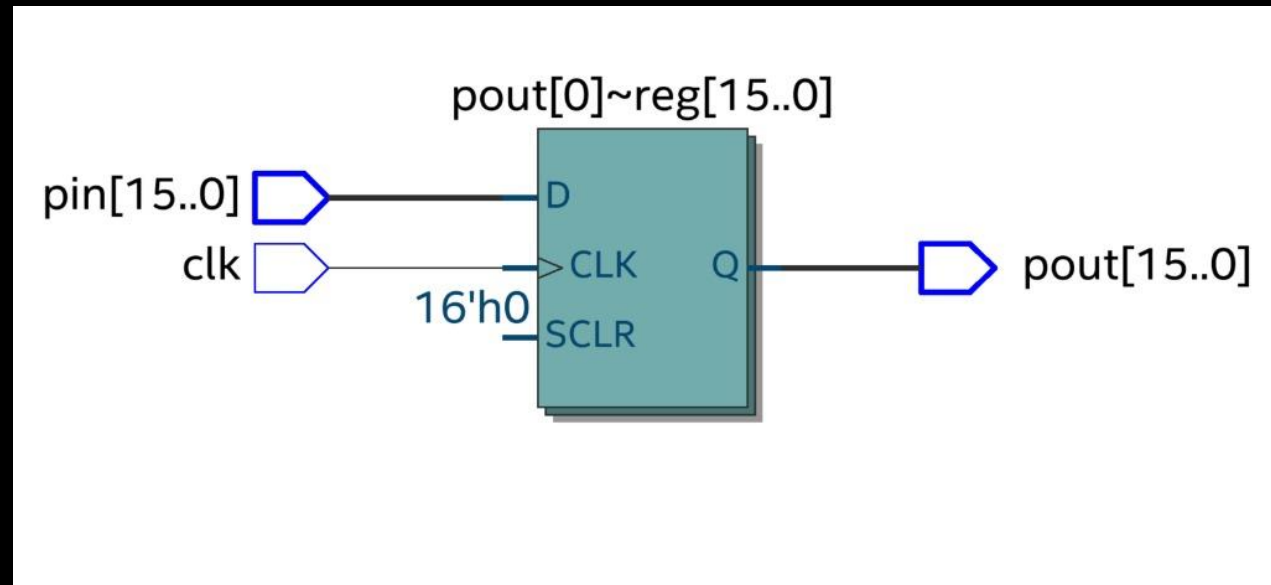 pout[0]~reg[15..0]
pin[15..0]
D
clk
CLK
Q
pout[15..0]
16'h0
SCLR